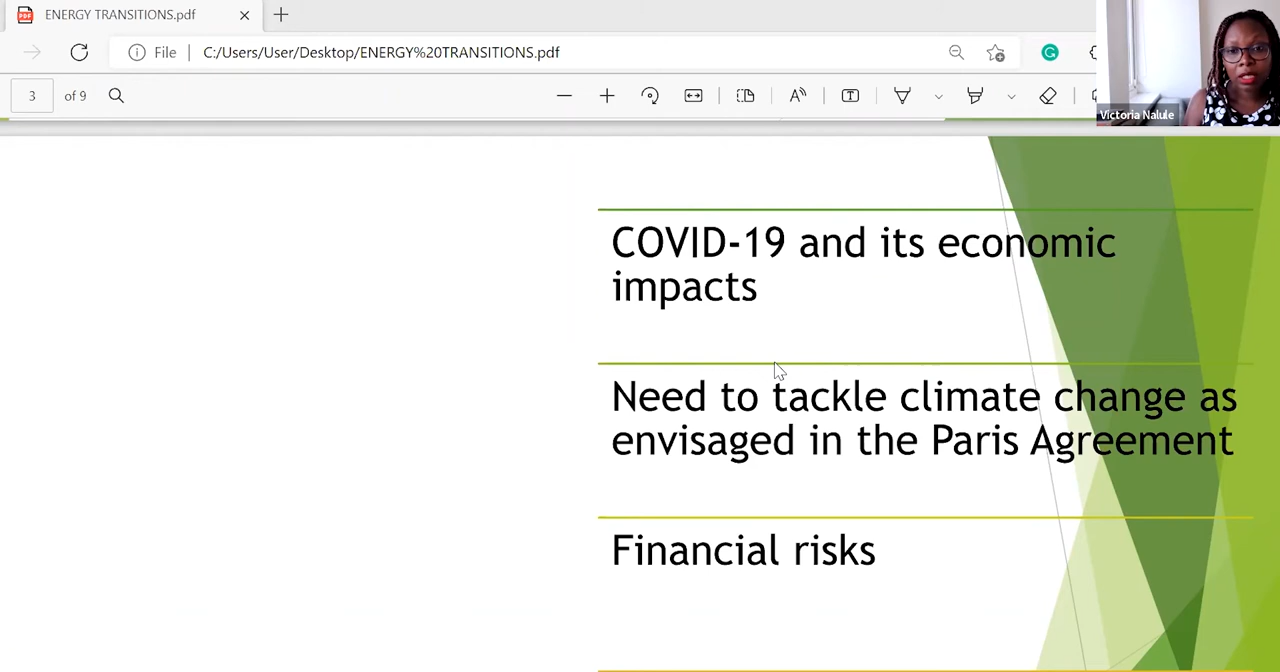 PDF
ENERGY TRANSITIONS.pdf
File
C:/Users/User/Desktop/ENERGY%20TRANSITIONS.pdf
3 of 9
Victoria Nalule
COVID-19 and its economic
impacts
Need to tackle climate change as
envisaged in the Paris Agreement
Financial risks